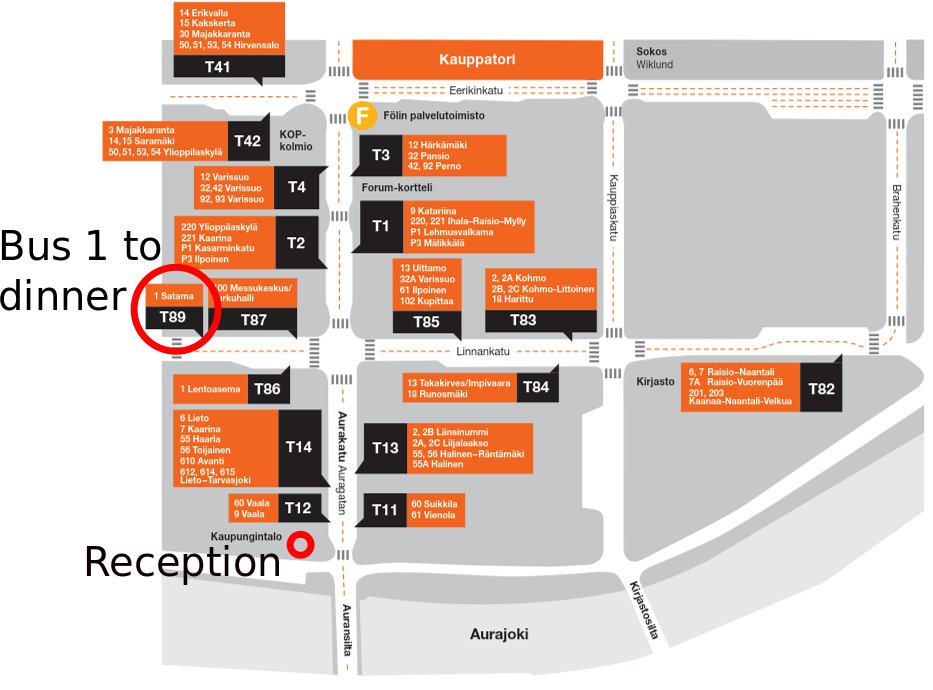 14 Erikvalla
15 Kakskerta
30 Majakkaranta
50, 51, 53, 54 Hirvensalo
T41
Kauppatori
Sokos
Wiklund
Eerikinkatu
F Fölin palvelutoimisto
3 Majakkaranta
14,15 Saramäki
50, 51, 53, 54 Ylioppilaskylä
T42
KOP-
kolmio
T3
12 Härkämäki
32 Pansio
42, 92 Perno
12 Varissuo
32,42 Varissuo
92, 93 Varissuo
T4
Forum-kortteli
Kauppiaskatu
Brahenkatu
220 Ylioppilaskylä
221 Kaarina
P1 Kasarminkatu
P3 Ilpoinen
T2
T1
9 Katariina
220, 221 Ihala–Raisio–Mylly
P1 Lehmusvalkama
P3 Mälikkälä
Bus 1 to
dinner
1 Satama
T89
100 Messukeskus/
Turkuhalli
T87
13 Uittamo
32A Varissuo
61 Ilpoinen
102 Kupittaa
T85
2, 2A Kohmo
2B, 2C Kohmo-Littoinen
18 Harittu
T83
Linnankatu
1 Lentoasema
T86
13 Takakirves/Impivaara
18 Runosmäki
T84
Kirjasto
6, 7 Raisio–Naantali
7A Raisio-Vuorenpää
201, 203
Kaanaa-Naantali-Velkua
T82
6 Lieto
7 Kaarina
55 Haarla
56 Toijainen
610 Avanti
612, 614, 615
Lieto–Tarvasjoki
T14
Aurakatu Auragatan
T13
2, 2B Länsinummi
2A, 2C Liljalaakso
55, 56 Halinen–Räntämäki
55A Halinen
60 Vaala
9 Vaala
T12
T11
60 Suikkila
61 Vienola
Kaupungintalo
Reception
Auransilta
Aurajoki
Kirjastosilta